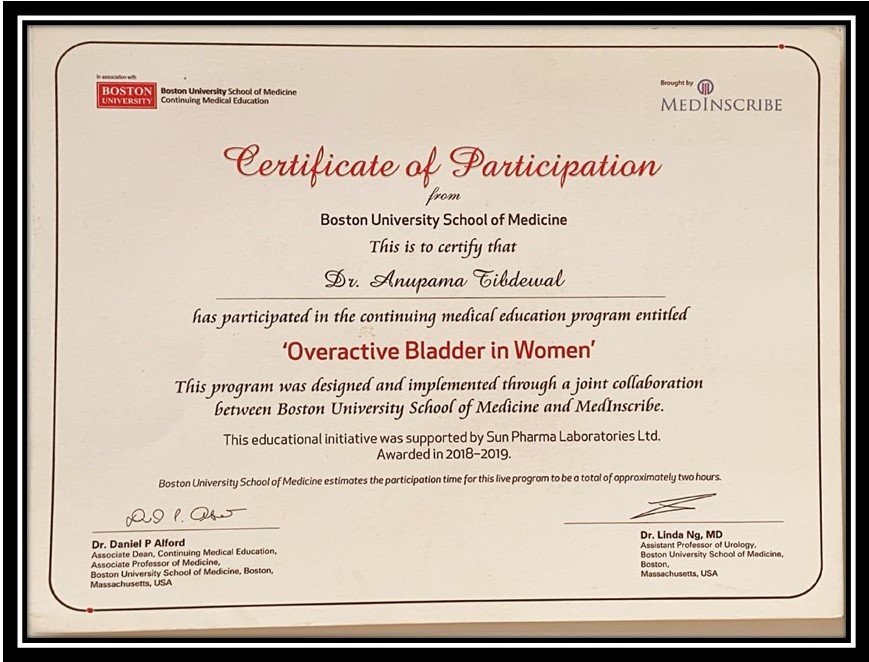 In association with
BOSTON
UNIVERSITY
Boston University School of Medicine
Continuing Medical Education
Brought by
MEDINSCRIBE
Certificate of Participation
from
Boston University School of Medicine
This is to certify that
Dr. Anupama Tibdewal
has participated in the continuing medical education program entitled
‘Overactive Bladder in Women’
This program was designed and implemented through a joint collaboration
between Boston University School of Medicine and MedInscribe.
This educational initiative was supported by Sun Pharma Laboratories Ltd.
Awarded in 2018–2019.
Boston University School of Medicine estimates the participation time for this live program to be a total of approximately two hours.
Dr. Daniel P Alford
Associate Dean, Continuing Medical Education,
Associate Professor of Medicine,
Boston University School of Medicine, Boston,
Massachusetts, USA
Dr. Linda Ng, MD
Assistant Professor of Urology,
Boston University School of Medicine,
Boston,
Massachusetts, USA